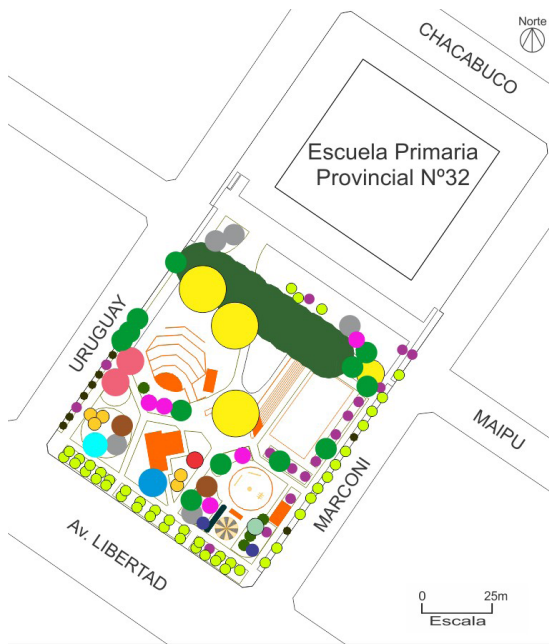 Norte
CHACABUCO
Escuela Primaria
Provincial Nº32
URUGUAY
MAIPU
MARCONI
Av. LIBERTAD
0 25m
Escala